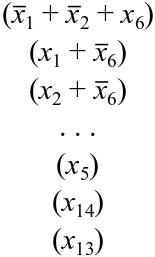 (x̅₁ + x̅₂ + x₆)
(x₁ + x̅₆)
(x₂ + x̅₆)
. . .
(x₅)
(x₁₄)
(x₁₃)